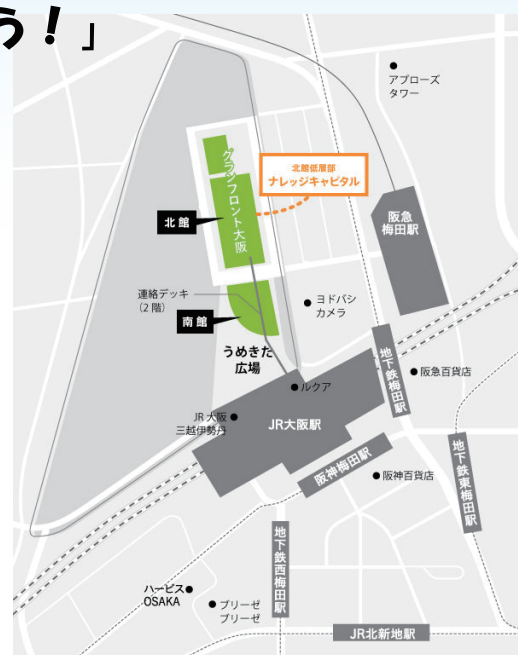 う！」
アプローズ
タワー
グランフロント大阪
北館低層部
ナレッジキャピタル
阪急
梅田駅
北館
連絡デッキ
（2 階）
ヨドバシ
カメラ
南館
うめきた
広場
地下鉄梅田駅
阪急百貨店
ルクア
JR 大阪
三越伊勢丹
JR大阪駅
阪神梅田駅
阪神百貨店
地下鉄東梅田駅
地下鉄西梅田駅
ハービス
OSAKA
ブリーゼ
ブリーゼ
JR北新地駅